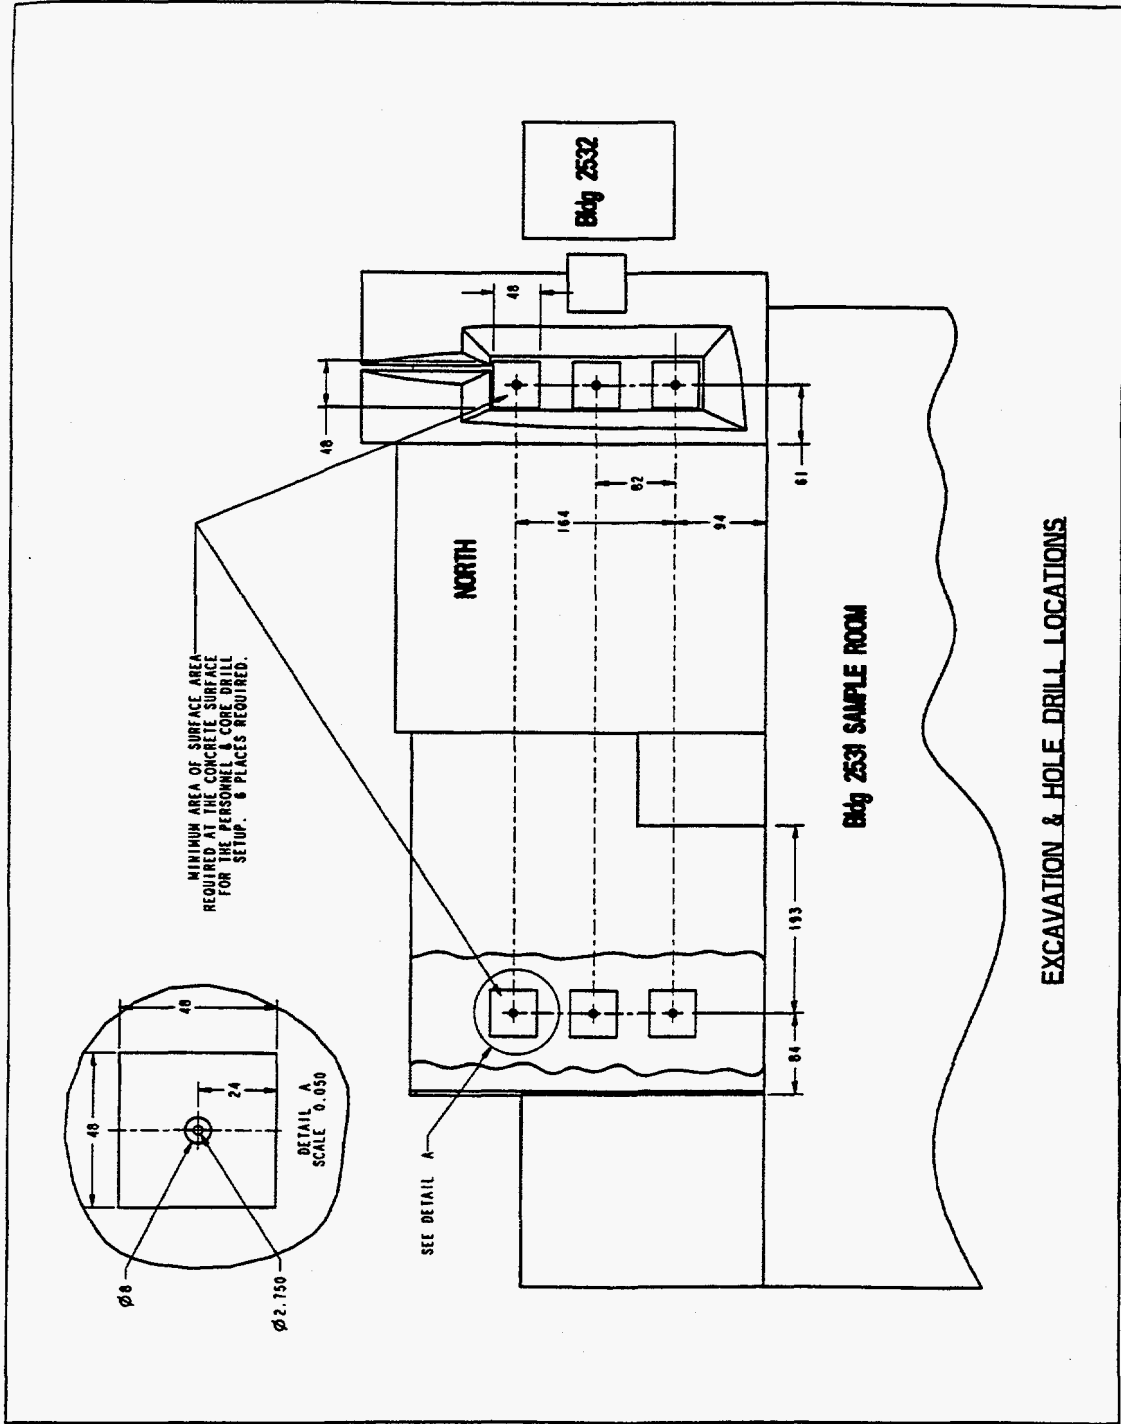 Ø8
Ø2.750
48
48
24
DETAIL A
SCALE 0.050
MINIMUM AREA OF SURFACE AREA
REQUIRED AT THE CONCRETE SURFACE
FOR THE PERSONNEL & CORE DRILL
SETUP. 6 PLACES REQUIRED.
SEE DETAIL A
48
48
NORTH
Bldg 2532
164
82
94
61
84
193
Bldg 2531 SAMPLE ROOM
EXCAVATION & HOLE DRILL LOCATIONS